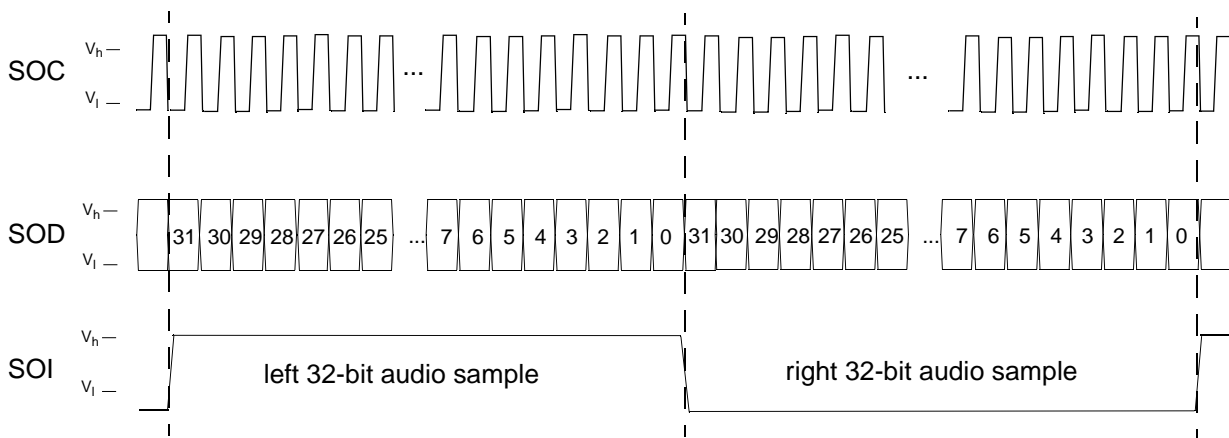 SOC
Vh
Vl
... ...
SOD
Vh
Vl
31 30 29 28 27 26 25 ... 7 6 5 4 3 2 1 0 31 30 29 28 27 26 25 ... 7 6 5 4 3 2 1 0
SOI
Vh
Vl
left 32-bit audio sample
right 32-bit audio sample